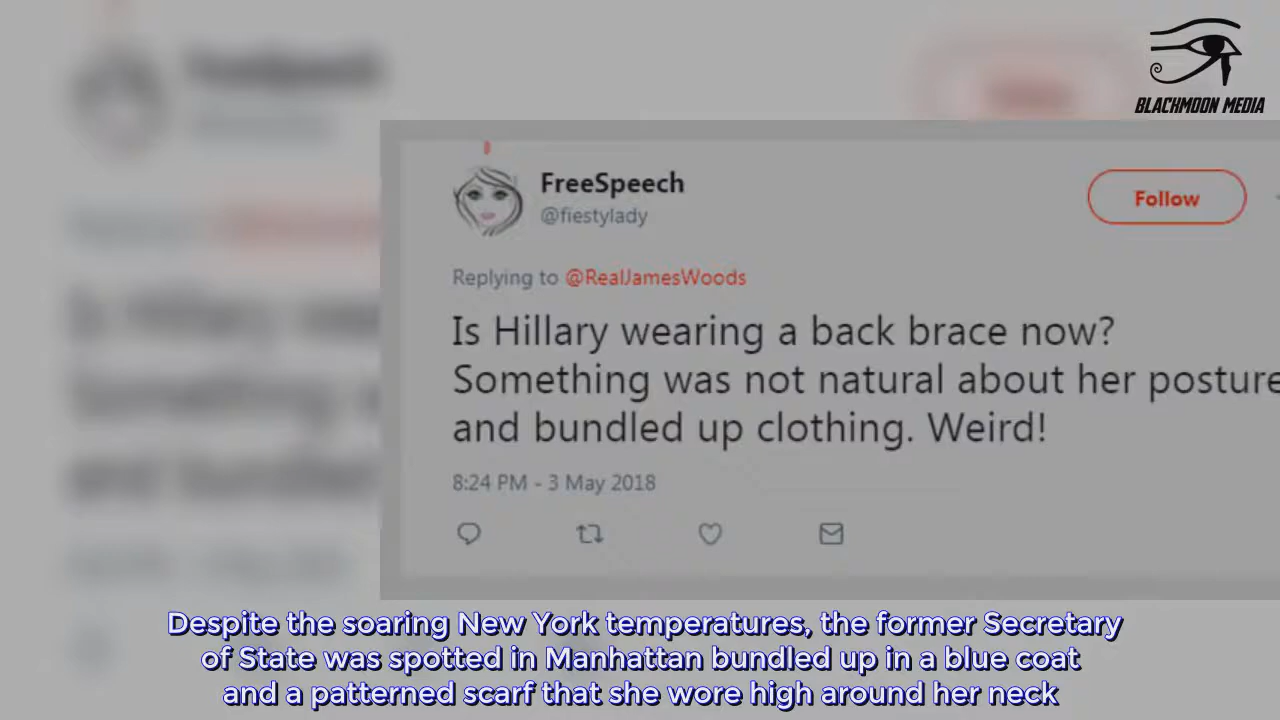 BLACHMOON MEDIA
FreeSpeech
@fiestylady
Follow
Replying to @RealJamesWoods
Is Hillary wearing a back brace now?
Something was not natural about her posture
and bundled up clothing. Weird!
8:24 PM - 3 May 2018
Despite the soaring New York temperatures, the former Secretary
of State was spotted in Manhattan bundled up in a blue coat
and a patterned scarf that she wore high around her neck